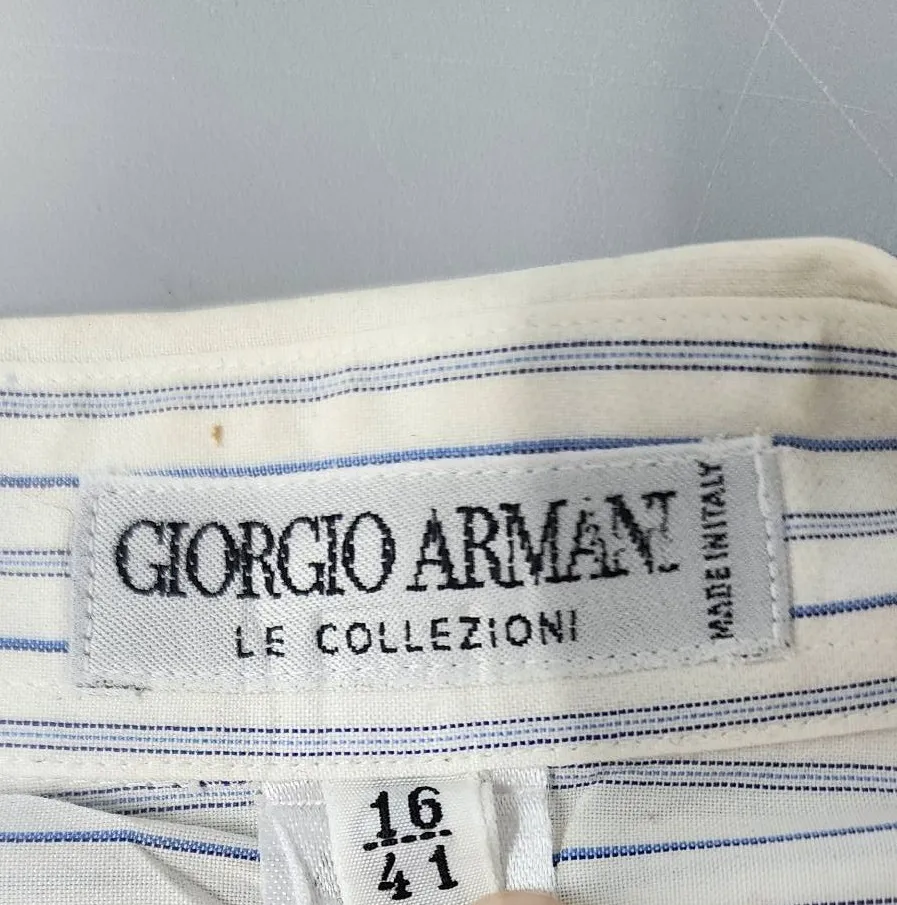 GIORGIO ARMANI
LE COLLEZIONI
MADE IN ITALY
16
41